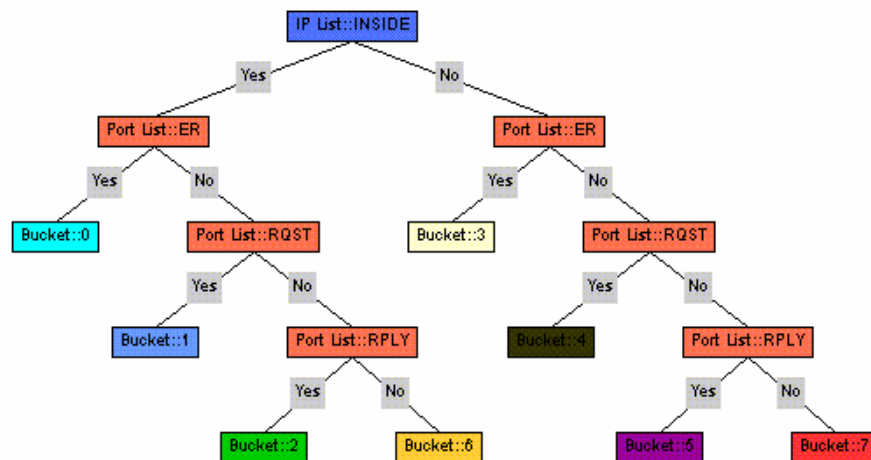 IP List::INSIDE
Yes
No
Port List::ER
Port List::ER
Yes
No
Yes
No
Bucket::0
Port List::RQST
Bucket::3
Port List::RQST
Yes
No
Yes
No
Bucket::1
Port List::RPLY
Bucket::4
Port List::RPLY
Yes
No
Yes
No
Bucket::2
Bucket::6
Bucket::5
Bucket::7